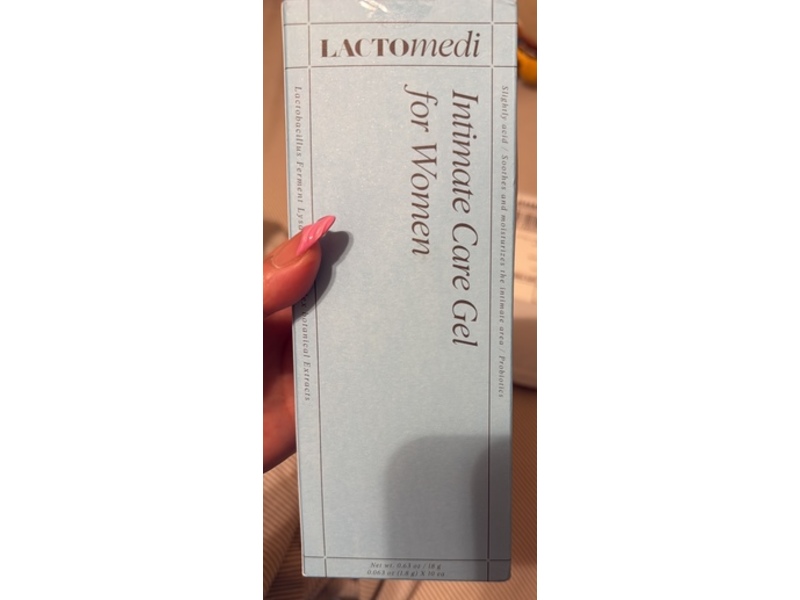 LACTOmedi
Intimate Care Gel
for Women
Slightly acid / Soothes and moisturizes the intimate area / Probiotics
Lactobacillus Ferment Botanical Extracts
Net wt. 0.63 oz / 18 g
0.063 oz (1.8 g) X 10 ea